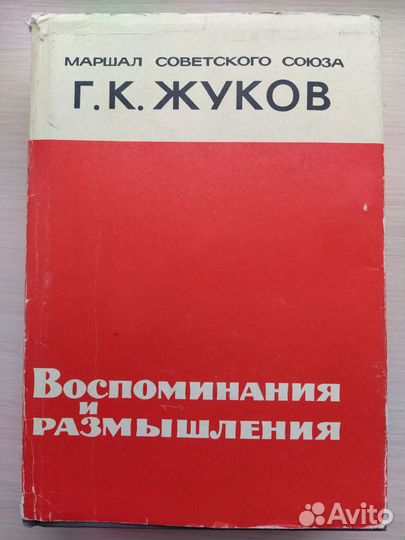 МАРШАЛ СОВЕТСКОГО СОЮЗА
Г. К. ЖУКОВ
ВОСПОМИНАНИЯ
И
РАЗМЫШЛЕНИЯ
Avito